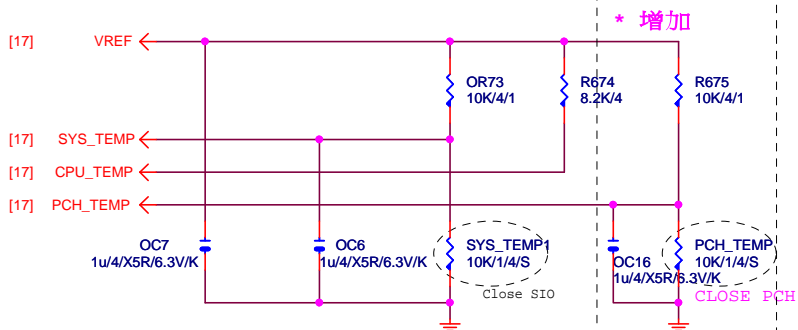 * 增加
[17] VREF
OR73
10K/4/1
R674
8.2K/4
R675
10K/4/1
[17] SYS_TEMP
[17] CPU_TEMP
[17] PCH_TEMP
OC7
1u/4/X5R/6.3V/K
OC6
1u/4/X5R/6.3V/K
SYS_TEMP1
10K/1/4/S
Close SIO
OC16
1u/4/X5R/6.3V/K
PCH_TEMP
10K/1/4/S
CLOSE PCH